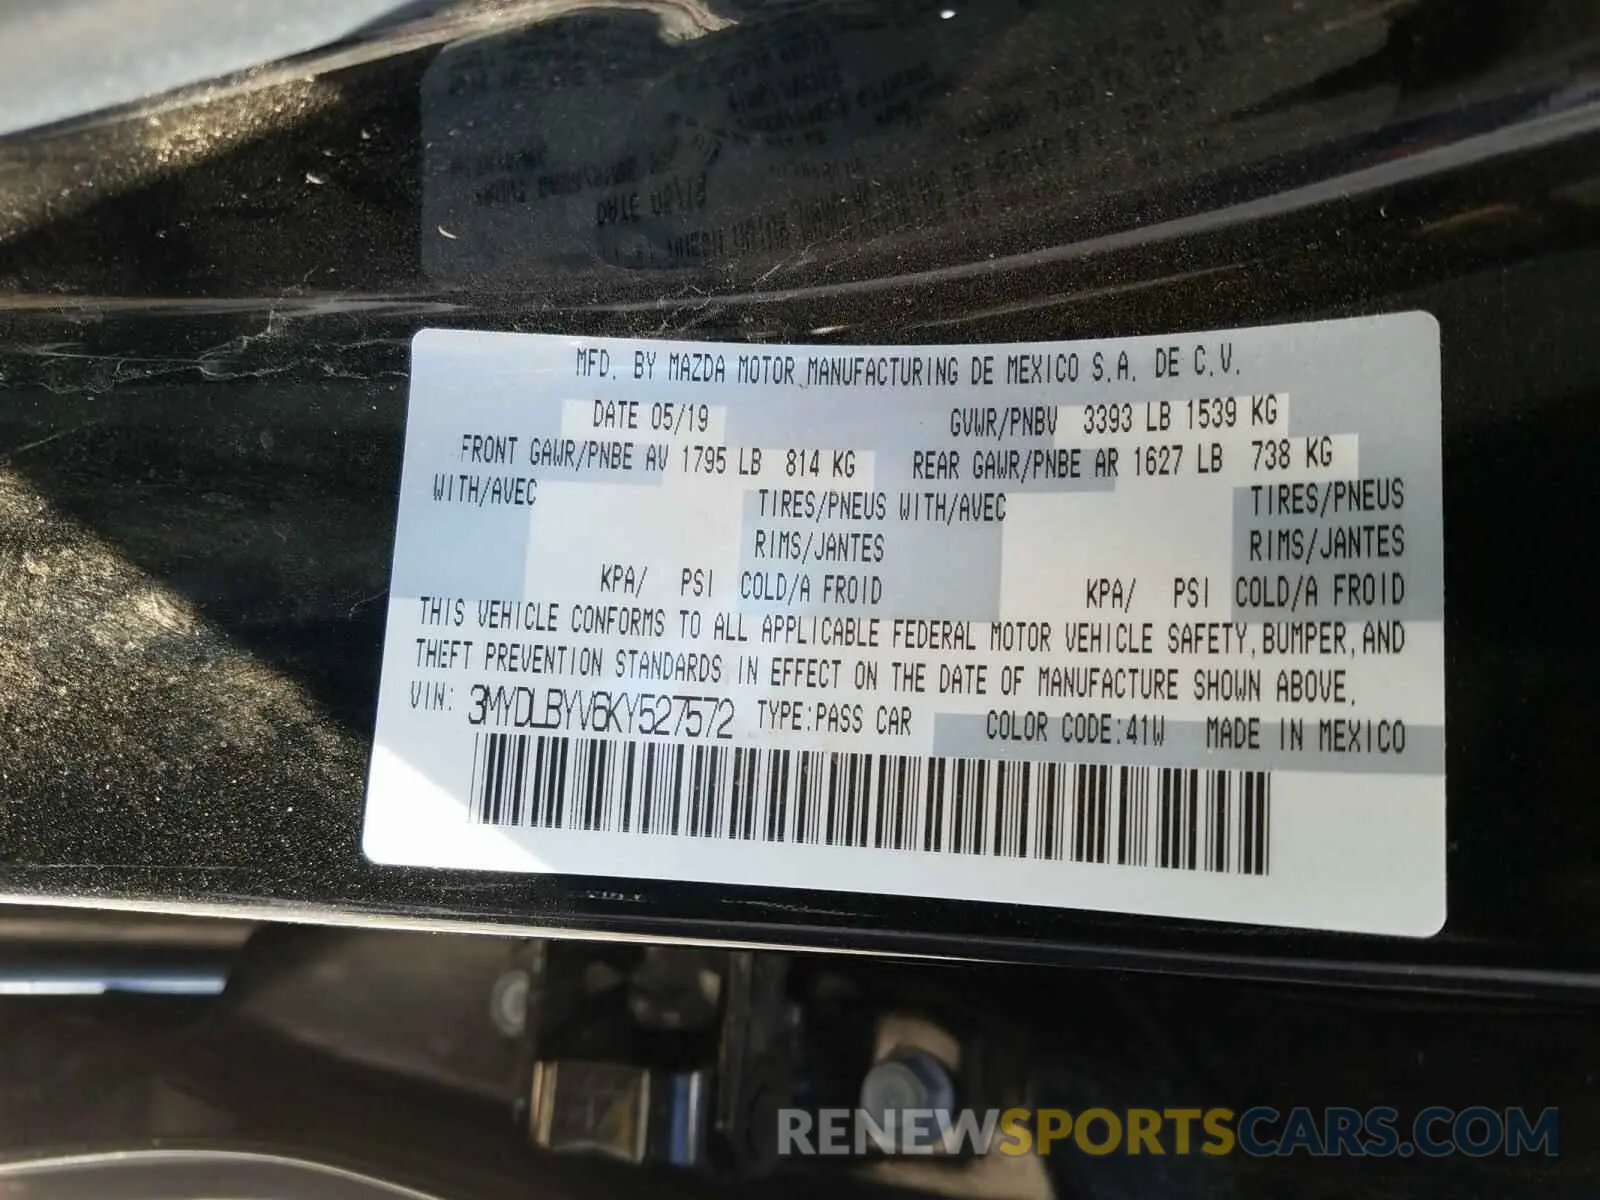 MFD. BY MAZDA MOTOR MANUFACTURING DE MEXICO S.A. DE C.V.
DATE 05/19 GVWR/PNBV 3393 LB 1539 KG
FRONT GAWR/PNBE AV 1795 LB 814 KG REAR GAWR/PNBE AR 1627 LB 738 KG
WITH/AVEC TIRES/PNEUS WITH/AVEC TIRES/PNEUS
RIMS/JANTES RIMS/JANTES
KPA/ PSI COLD/A FROID KPA/ PSI COLD/A FROID
THIS VEHICLE CONFORMS TO ALL APPLICABLE FEDERAL MOTOR VEHICLE SAFETY, BUMPER, AND
THEFT PREVENTION STANDARDS IN EFFECT ON THE DATE OF MANUFACTURE SHOWN ABOVE.
VIN: 3MYDLBYV6KY527572 TYPE:PASS CAR COLOR CODE:41W MADE IN MEXICO
RENEWSPORTSCARS.COM